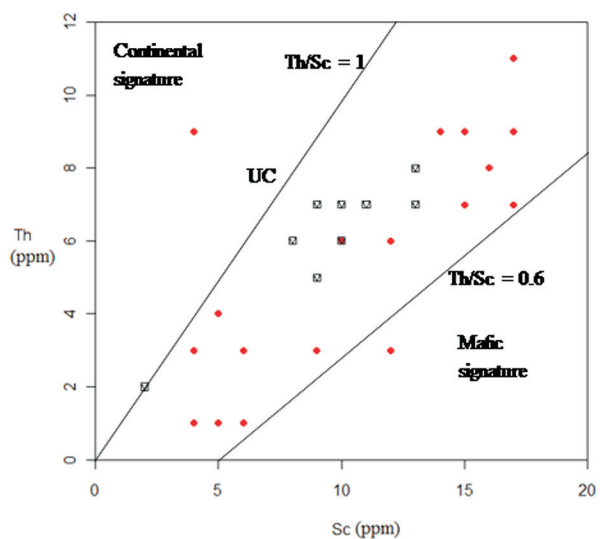 12
10
8
6
4
2
0
Th
(ppm)
Continental
signature
Th/Sc = 1
UC
Th/Sc = 0.6
Mafic
signature
0 5 10 15 20
Sc (ppm)